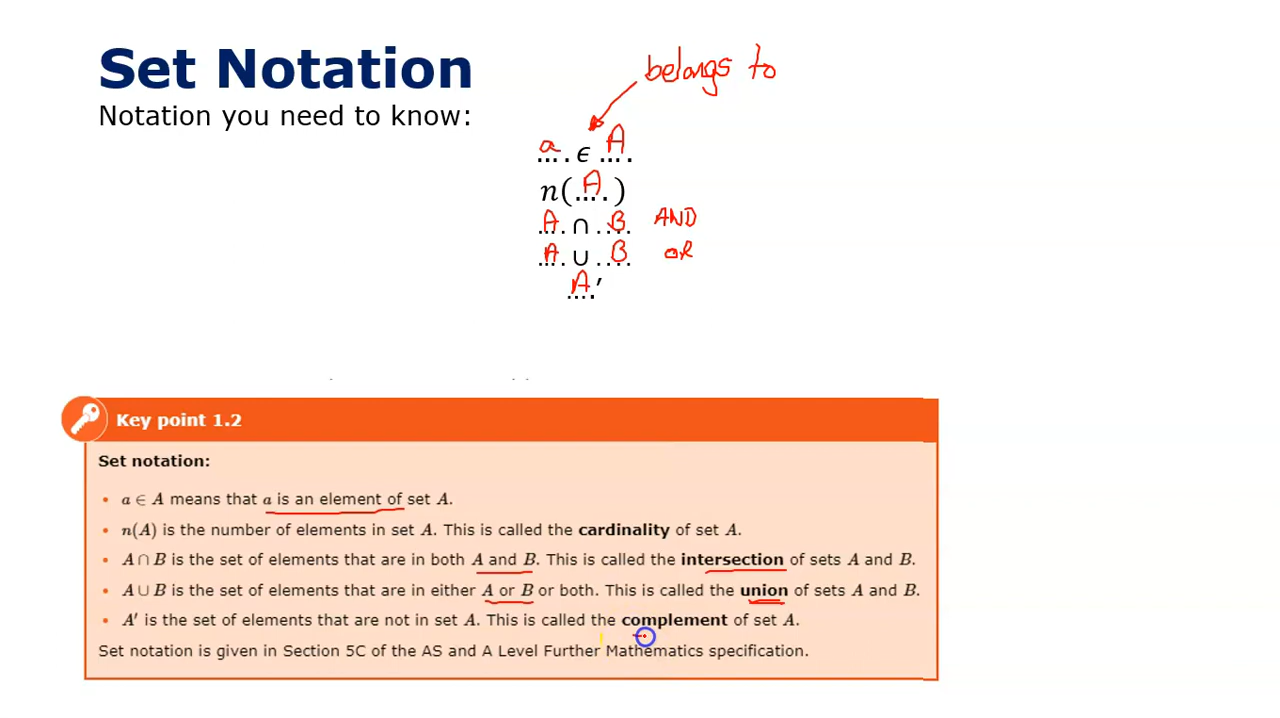 Set Notation
belongs to
Notation you need to know:
a ϵ A
n(A)
A ∩ B AND
A ∪ B OR
A′
Key point 1.2
Set notation:
• a ∈ A means that a is an element of set A.
• n(A) is the number of elements in set A. This is called the cardinality of set A.
• A ∩ B is the set of elements that are in both A and B. This is called the intersection of sets A and B.
• A ∪ B is the set of elements that are in either A or B or both. This is called the union of sets A and B.
• A′ is the set of elements that are not in set A. This is called the complement of set A.
Set notation is given in Section 5C of the AS and A Level Further Mathematics specification.